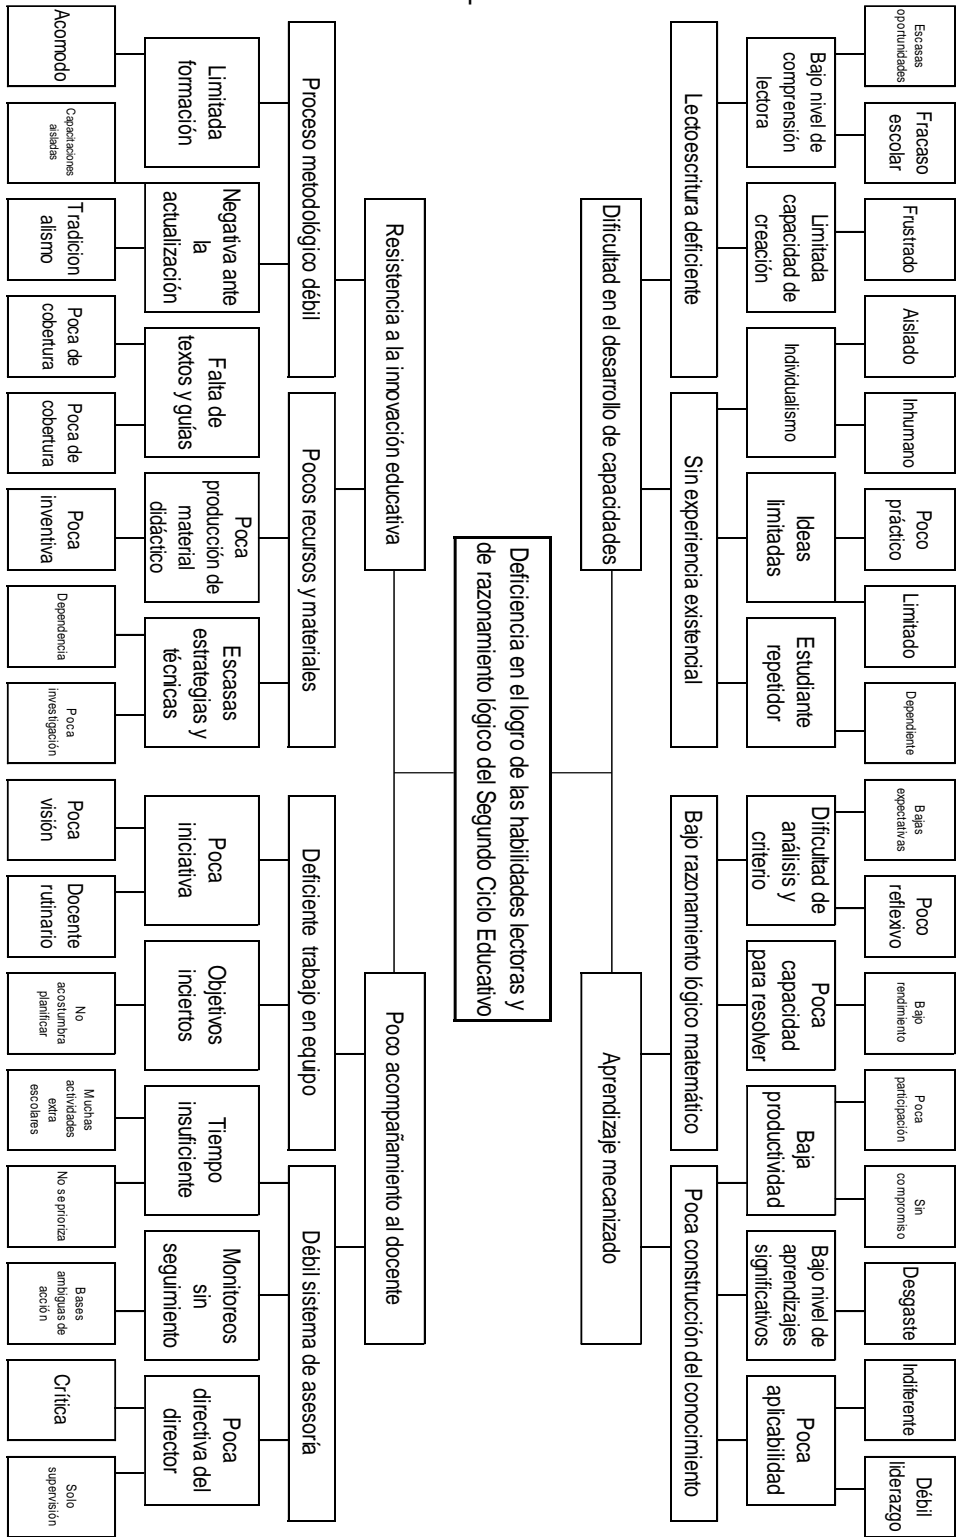 Escasas
oportunidades
Fracaso
escolar
Frustrado
Aislado
Inhumano
Poco
práctico
Limitado
Dependiente
Bajas
expectativas
Poco
reflexivo
Bajo
rendimiento
Poca
participación
Sin
compromiso
Desgaste
Indiferente
Débil
liderazgo
Bajo nivel de
comprensión
lectora
Limitada
capacidad de
creación
Individualismo
Ideas
limitadas
Estudiante
repetidor
Dificultad de
análisis y
criterio
Poca
capacidad
para resolver
Baja
productividad
Bajo nivel de
aprendizajes
significativos
Poca
aplicabilidad
Lectoescritura deficiente
Sin experiencia existencial
Bajo razonamiento lógico matemático
Poca construcción del conocimiento
Dificultad en el desarrollo de capacidades
Aprendizaje mecanizado
Deficiencia en el logro de las habilidades lectoras y
de razonamiento lógico del Segundo Ciclo Educativo
Resistencia a la innovación educativa
Poco acompañamiento al docente
Proceso metodológico débil
Pocos recursos y materiales
Deficiente trabajo en equipo
Débil sistema de asesoría
Limitada
formación
Negativa ante
la
actualización
Falta de
textos y guías
Poca
producción de
material
didáctico
Escasas
estrategias y
técnicas
Poca
iniciativa
Objetivos
inciertos
Tiempo
insuficiente
Monitoreos
sin
seguimiento
Poca
directiva del
director
Acomodo
Capacitaciones
aisladas
Tradicion
alismo
Poca de
cobertura
Poca de
cobertura
Poca
inventiva
Dependencia
Poca
investigación
Poca
visión
Docente
rutinario
No
acostumbra
planificar
Muchas
actividades
extra
escolares
No se prioriza
Bases
ambiguas de
acción
Crítica
Solo
supervisión